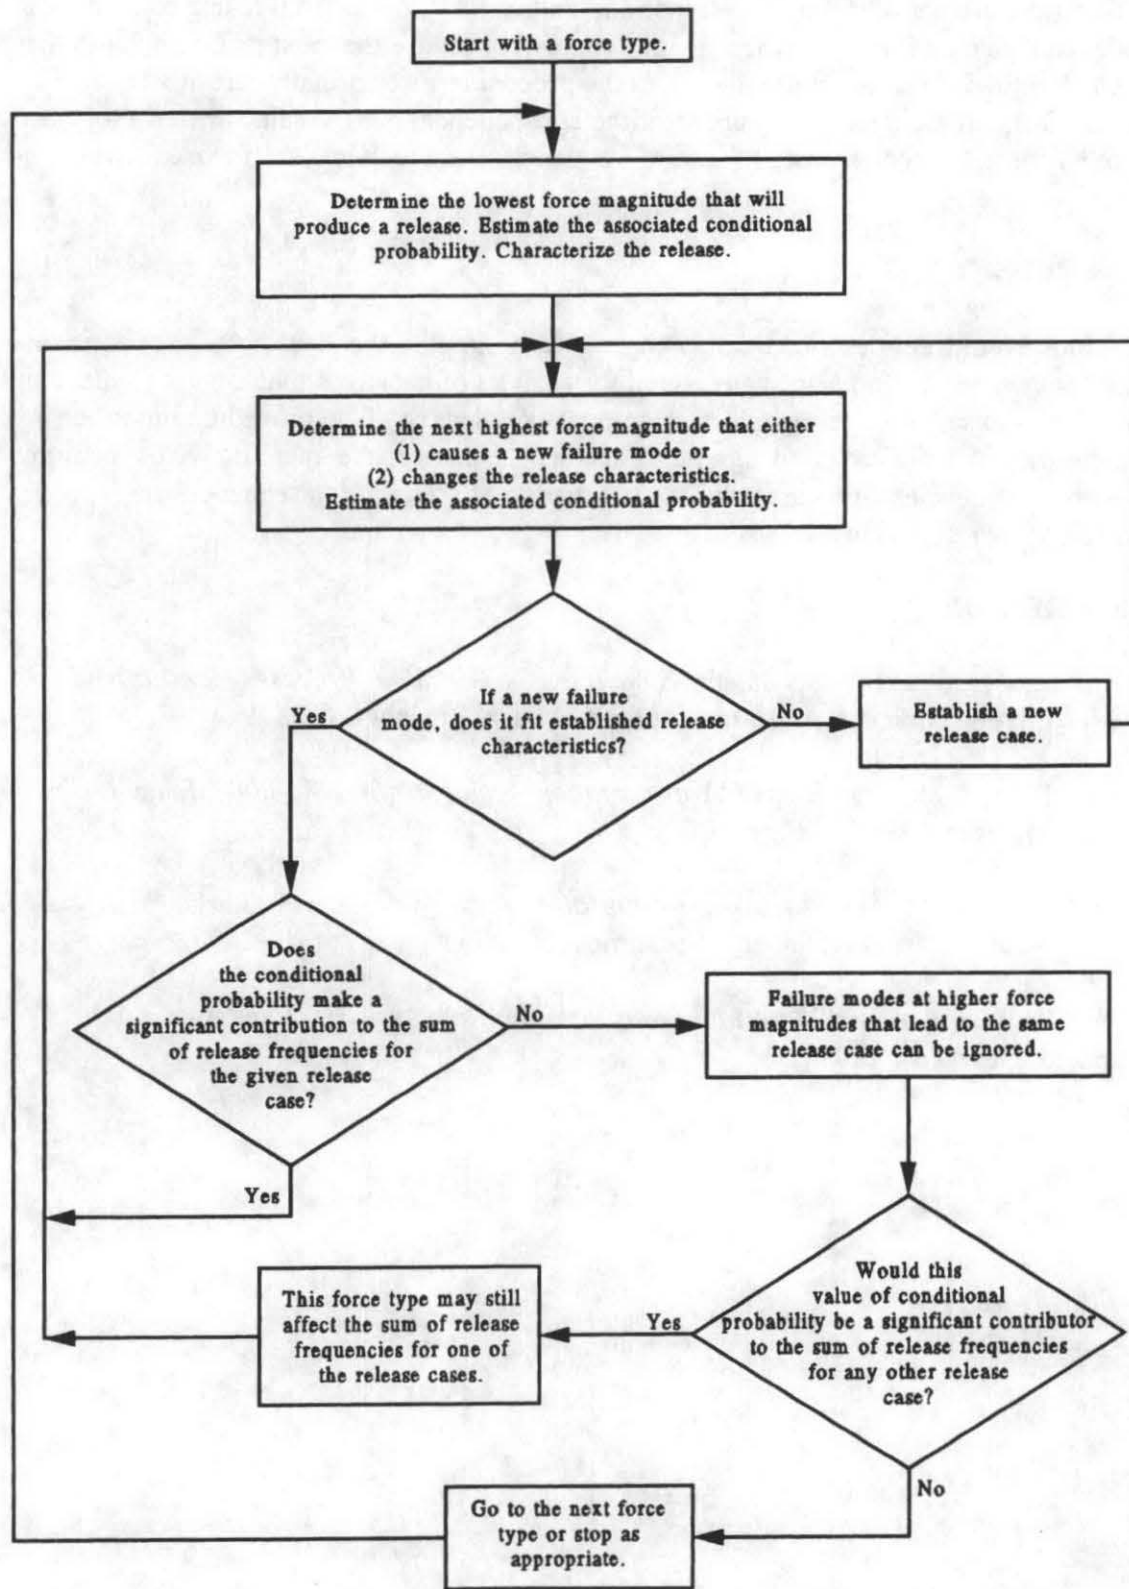 Start with a force type.
Determine the lowest force magnitude that will
produce a release. Estimate the associated conditional
probability. Characterize the release.
Determine the next highest force magnitude that either
(1) causes a new failure mode or
(2) changes the release characteristics.
Estimate the associated conditional probability.
If a new failure
mode, does it fit established release
characteristics?
Yes
No
Establish a new
release case.
Does
the conditional
probability make a
significant contribution to the sum
of release frequencies for
the given release
case?
No
Yes
Failure modes at higher force
magnitudes that lead to the same
release case can be ignored.
Would this
value of conditional
probability be a significant contributor
to the sum of release frequencies
for any other release
case?
Yes
No
This force type may still
affect the sum of release
frequencies for one of
the release cases.
Go to the next force
type or stop as
appropriate.